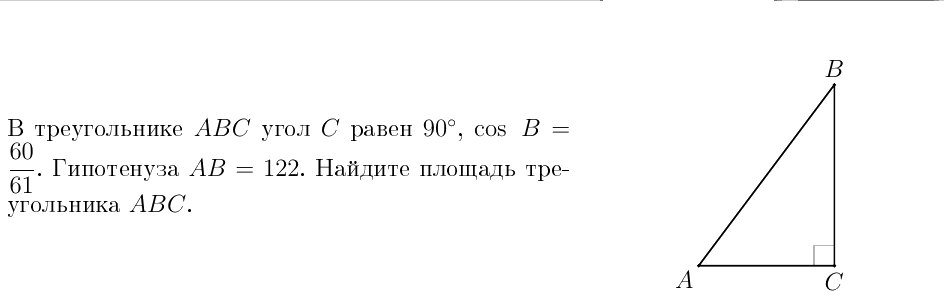 В треугольнике ABC угол C равен 90°, cos B =
60/61. Гипотенуза AB = 122. Найдите площадь тре-
угольника ABC.
B
A
C